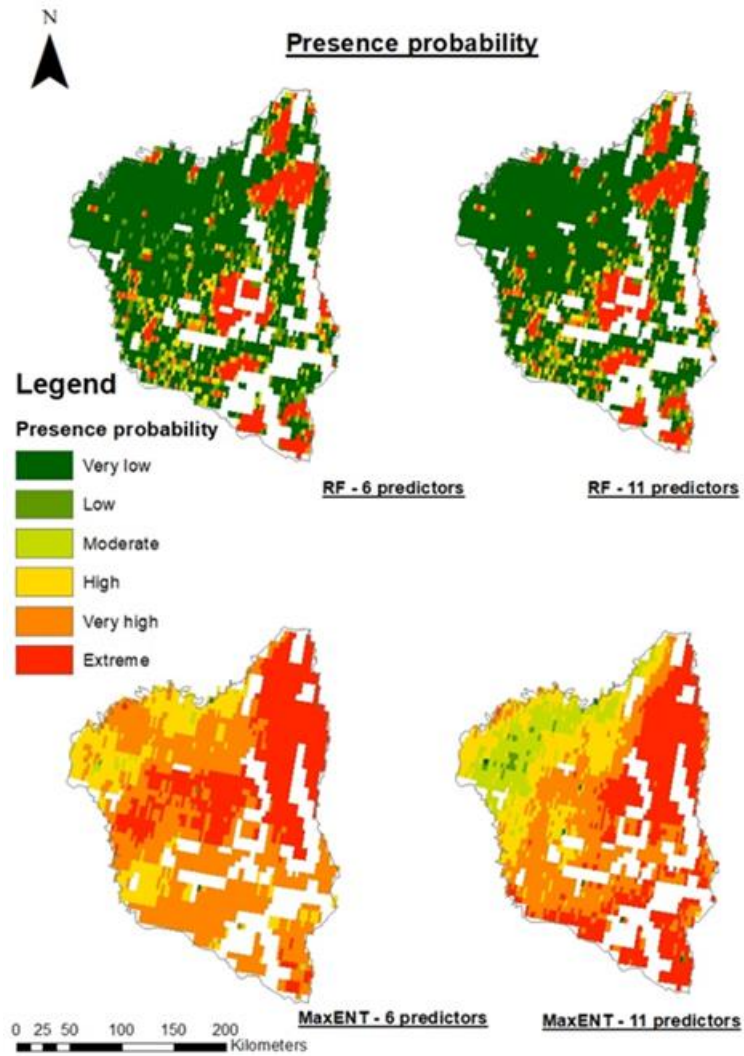 N
Presence probability
RF - 6 predictors
RF - 11 predictors
Legend
Presence probability
Very low
Low
Moderate
High
Very high
Extreme
MaxENT - 6 predictors
MaxENT - 11 predictors
0 25 50 100 150 200
Kilometers